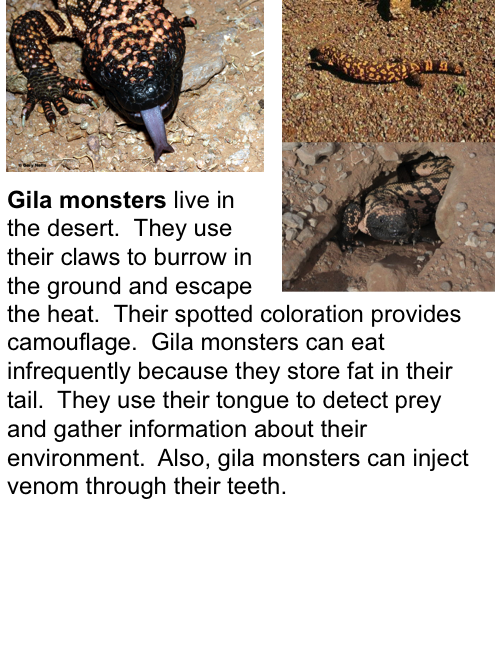 Gila monsters live in
the desert.  They use
their claws to burrow in
the ground and escape
the heat.  Their spotted coloration provides
camouflage.  Gila monsters can eat
infrequently because they store fat in their
tail.  They use their tongue to detect prey
and gather information about their
environment.  Also, gila monsters can inject
venom through their teeth.